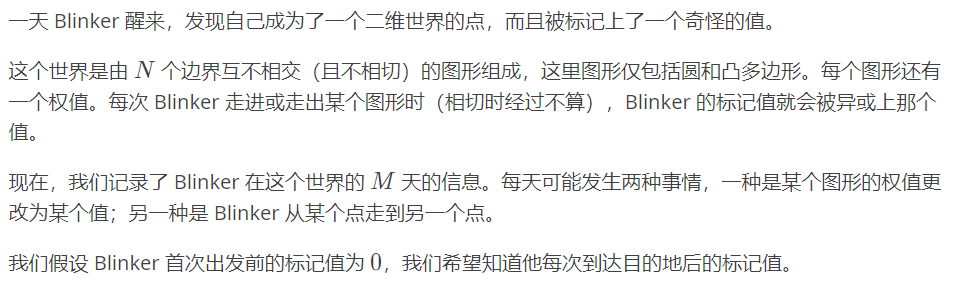 一天 Blinker 醒来，发现自己成为了一个二维世界的点，而且被标记上了一个奇怪的值。
这个世界是由 N 个边界互不相交（且不相切）的图形组成，这里图形仅包括圆和凸多边形。每个图形还有
一个权值。每次 Blinker 走进或走出某个图形时（相切时经过不算），Blinker 的标记值就会被异或上那个
值。
现在，我们记录了 Blinker 在这个世界的 M 天的信息。每天可能发生两种事情，一种是某个图形的权值更
改为某个值；另一种是 Blinker 从某个点走到另一个点。
我们假设 Blinker 首次出发前的标记值为 0，我们希望知道他每次到达目的地后的标记值。